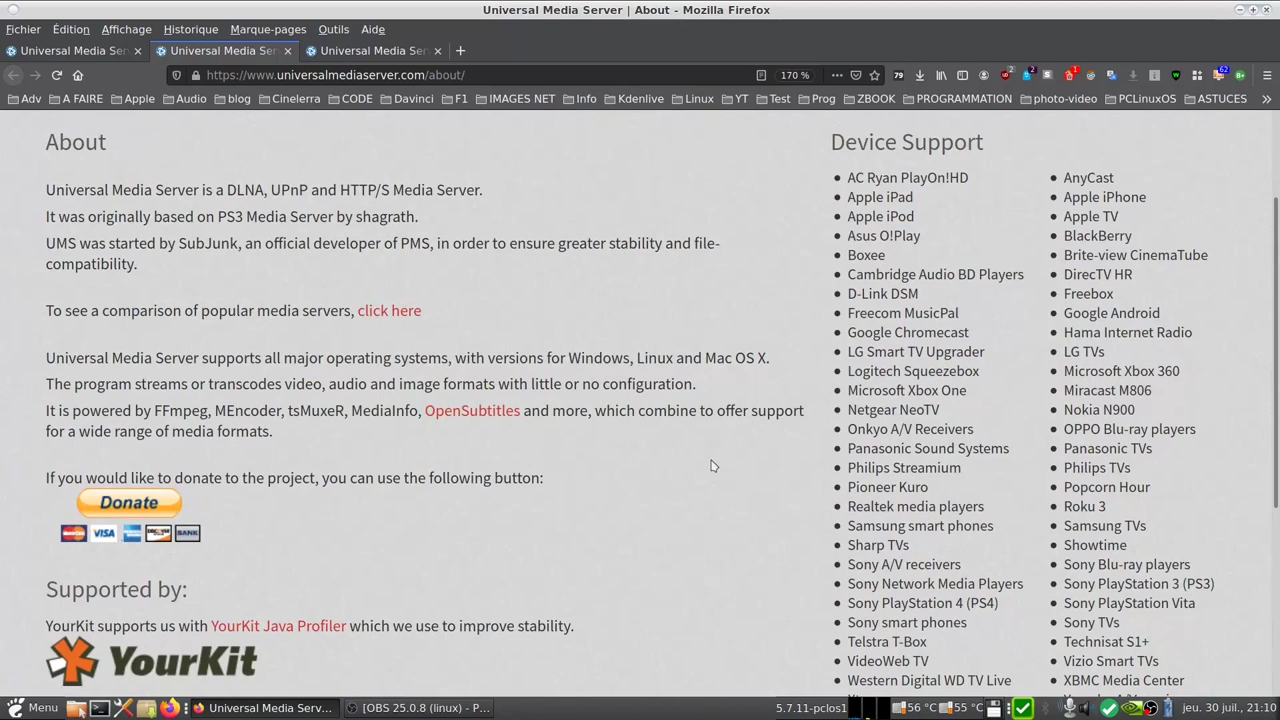 Universal Media Server | About - Mozilla Firefox
Fichier Édition Affichage Historique Marque-pages Outils Aide
Universal Media Ser Universal Media Serv Universal Media Ser
https://www.universalmediaserver.com/about/ 170 % 79 2 2 1 62
Adv A FAIRE Apple Audio blog Cinelerra CODE Davinci F1 IMAGES NET Info Kdenlive Linux YT Test Prog ZBOOK PROGRAMMATION photo-video PCLinuxOS ASTUCES
About
Universal Media Server is a DLNA, UPnP and HTTP/S Media Server.
It was originally based on PS3 Media Server by shagrath.
UMS was started by SubJunk, an official developer of PMS, in order to ensure greater stability and file-
compatibility.
To see a comparison of popular media servers, click here
Universal Media Server supports all major operating systems, with versions for Windows, Linux and Mac OS X.
The program streams or transcodes video, audio and image formats with little or no configuration.
It is powered by FFmpeg, MEncoder, tsMuxeR, MediaInfo, OpenSubtitles and more, which combine to offer support
for a wide range of media formats.
If you would like to donate to the project, you can use the following button:
Donate
VISA BANK
Supported by:
YourKit supports us with YourKit Java Profiler which we use to improve stability.
YourKit
Device Support
AC Ryan PlayOn!HD
Apple iPad
Apple iPod
Asus O!Play
Boxee
Cambridge Audio BD Players
D-Link DSM
Freecom MusicPal
Google Chromecast
LG Smart TV Upgrader
Logitech Squeezebox
Microsoft Xbox One
Netgear NeoTV
Onkyo A/V Receivers
Panasonic Sound Systems
Philips Streamium
Pioneer Kuro
Realtek media players
Samsung smart phones
Sharp TVs
Sony A/V receivers
Sony Network Media Players
Sony PlayStation 4 (PS4)
Sony smart phones
Telstra T-Box
VideoWeb TV
Western Digital WD TV Live
AnyCast
Apple iPhone
Apple TV
BlackBerry
Brite-view CinemaTube
DirecTV HR
Freebox
Google Android
Hama Internet Radio
LG TVs
Microsoft Xbox 360
Miracast M806
Nokia N900
OPPO Blu-ray players
Panasonic TVs
Philips TVs
Popcorn Hour
Roku 3
Samsung TVs
Showtime
Sony Blu-ray players
Sony PlayStation 3 (PS3)
Sony PlayStation Vita
Sony TVs
Technisat S1+
Vizio Smart TVs
XBMC Media Center
Menu Universal Media Serv... [OBS 25.0.8 (linux) - P... 5.7.11-pclos1 56 °C 55 °C jeu. 30 juil., 21:10